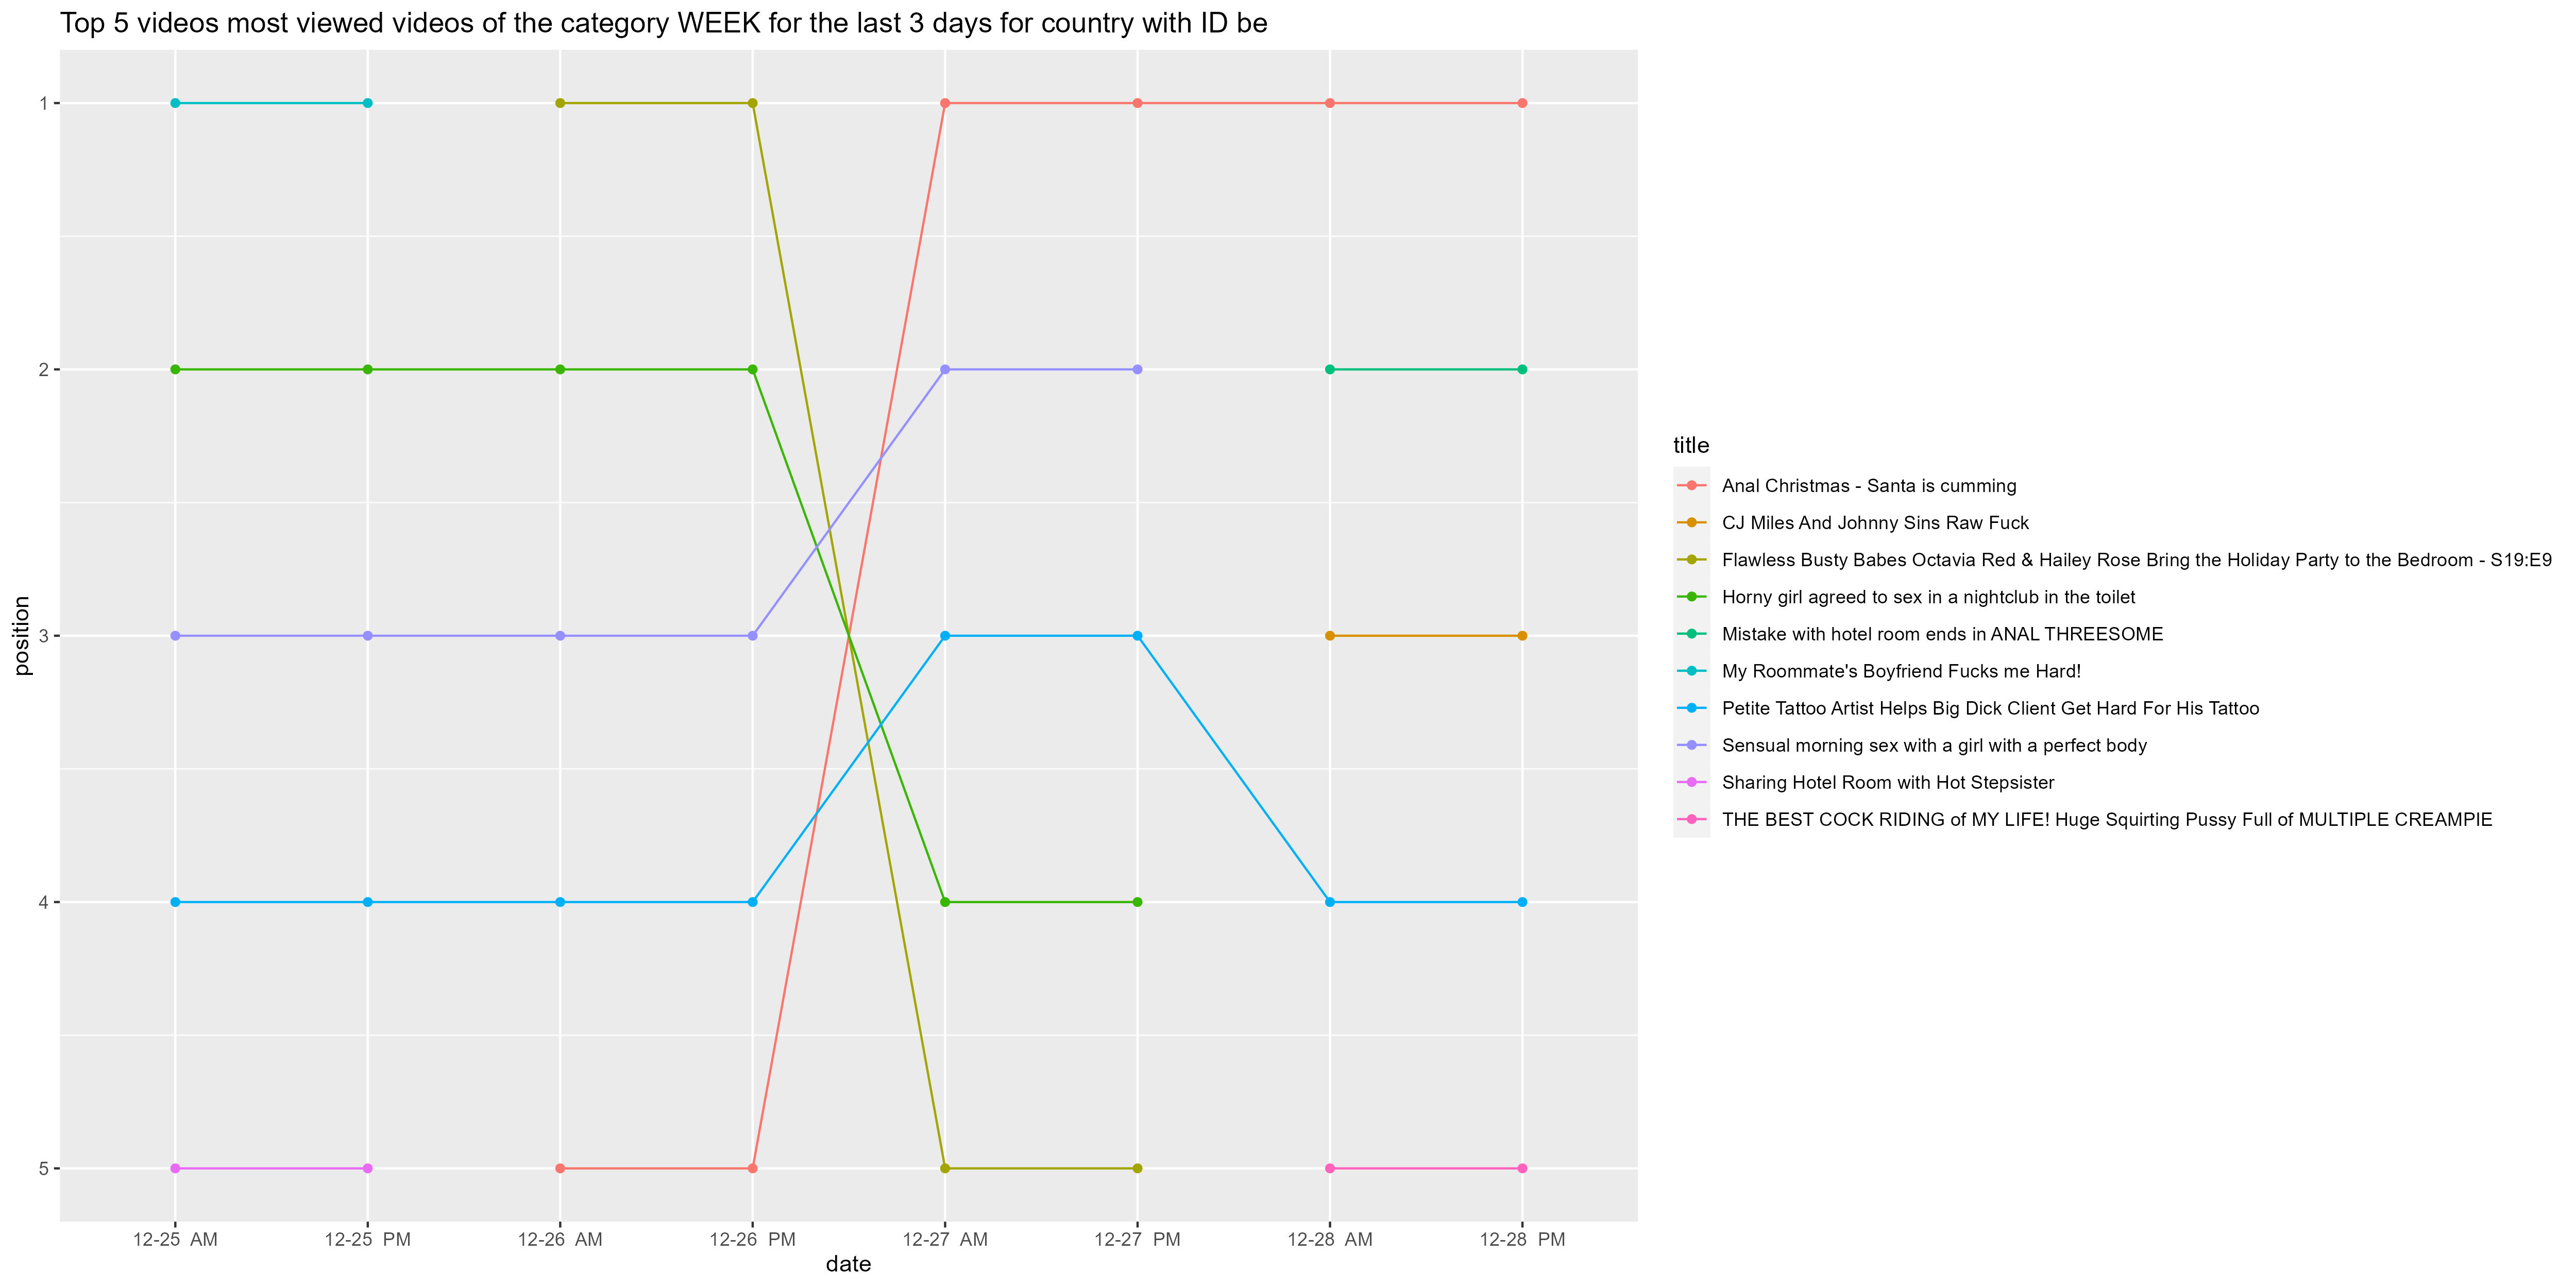 Top 5 videos most viewed videos of the category WEEK for the last 3 days for country with ID be
position
1
2
3
4
5
12-25 AM
12-25 PM
12-26 AM
12-26 PM
12-27 AM
12-27 PM
12-28 AM
12-28 PM
date
title
Anal Christmas - Santa is cumming
CJ Miles And Johnny Sins Raw Fuck
Flawless Busty Babes Octavia Red & Hailey Rose Bring the Holiday Party to the Bedroom - S19:E9
Horny girl agreed to sex in a nightclub in the toilet
Mistake with hotel room ends in ANAL THREESOME
My Roommate's Boyfriend Fucks me Hard!
Petite Tattoo Artist Helps Big Dick Client Get Hard For His Tattoo
Sensual morning sex with a girl with a perfect body
Sharing Hotel Room with Hot Stepsister
THE BEST COCK RIDING of MY LIFE! Huge Squirting Pussy Full of MULTIPLE CREAMPIE